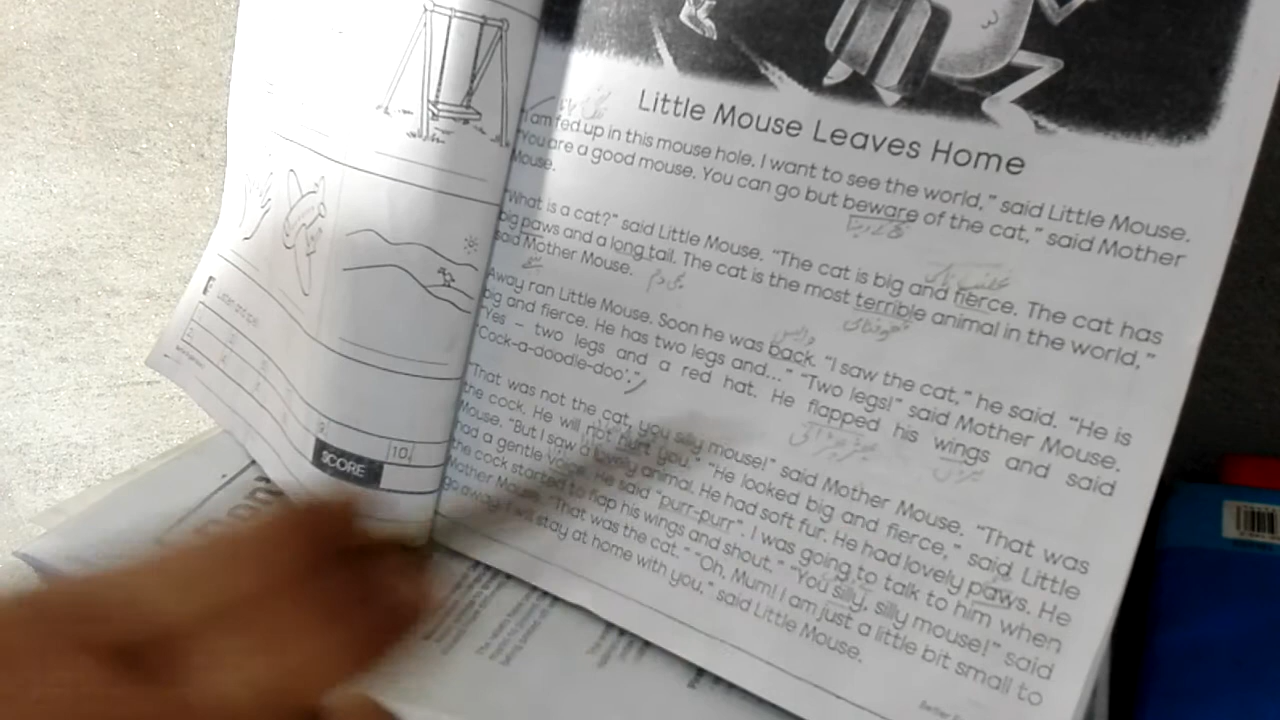 Little Mouse Leaves Home
"I am fed up in this mouse hole. I want to see the world," said Little Mouse.
"You are a good mouse. You can go but beware of the cat," said Mother
Mouse.
"What is a cat?" said Little Mouse. "The cat is big and fierce. The cat has
big paws and a long tail. The cat is the most terrible animal in the world,"
said Mother Mouse.
Away ran Little Mouse. Soon he was back. "I saw the cat," he said. "He is
big and fierce. He has two legs and..." "Two legs!" said Mother Mouse.
"Yes – two legs and a red hat. He flapped his wings and said
'Cock-a-doodle-doo'."
"That was not the cat, you silly mouse!" said Mother Mouse. "That was
the cock. He will not hurt you." "He looked big and fierce," said Little
Mouse. "But I saw a lovely animal. He had soft fur. He had lovely paws. He
had a gentle voice. He said "purr-purr". I was going to talk to him when
the cock started to flap his wings and shout." "You silly, silly mouse!" said
Mother Mouse. "That was the cat." "Oh, Mum! I am just a little bit small to
go away. I will stay at home with you," said Little Mouse.
SCORE
10